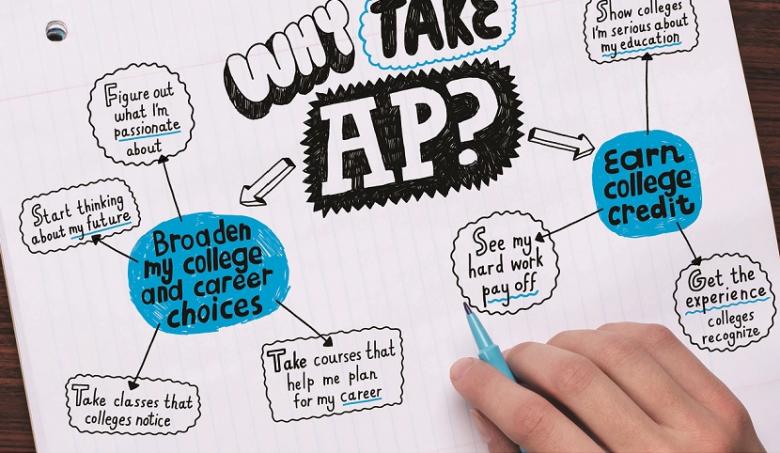 WHY TAKE
AP?
Figure out
what I'm
passionate
about
Start thinking
about my future
Broaden
my college
and career
choices
Take classes that
colleges notice
Take courses that
help me plan
for my career
Show colleges
I'm serious about
my education
Earn
college
credit
See my
hard work
pay off
Get the
experience
colleges
recognize